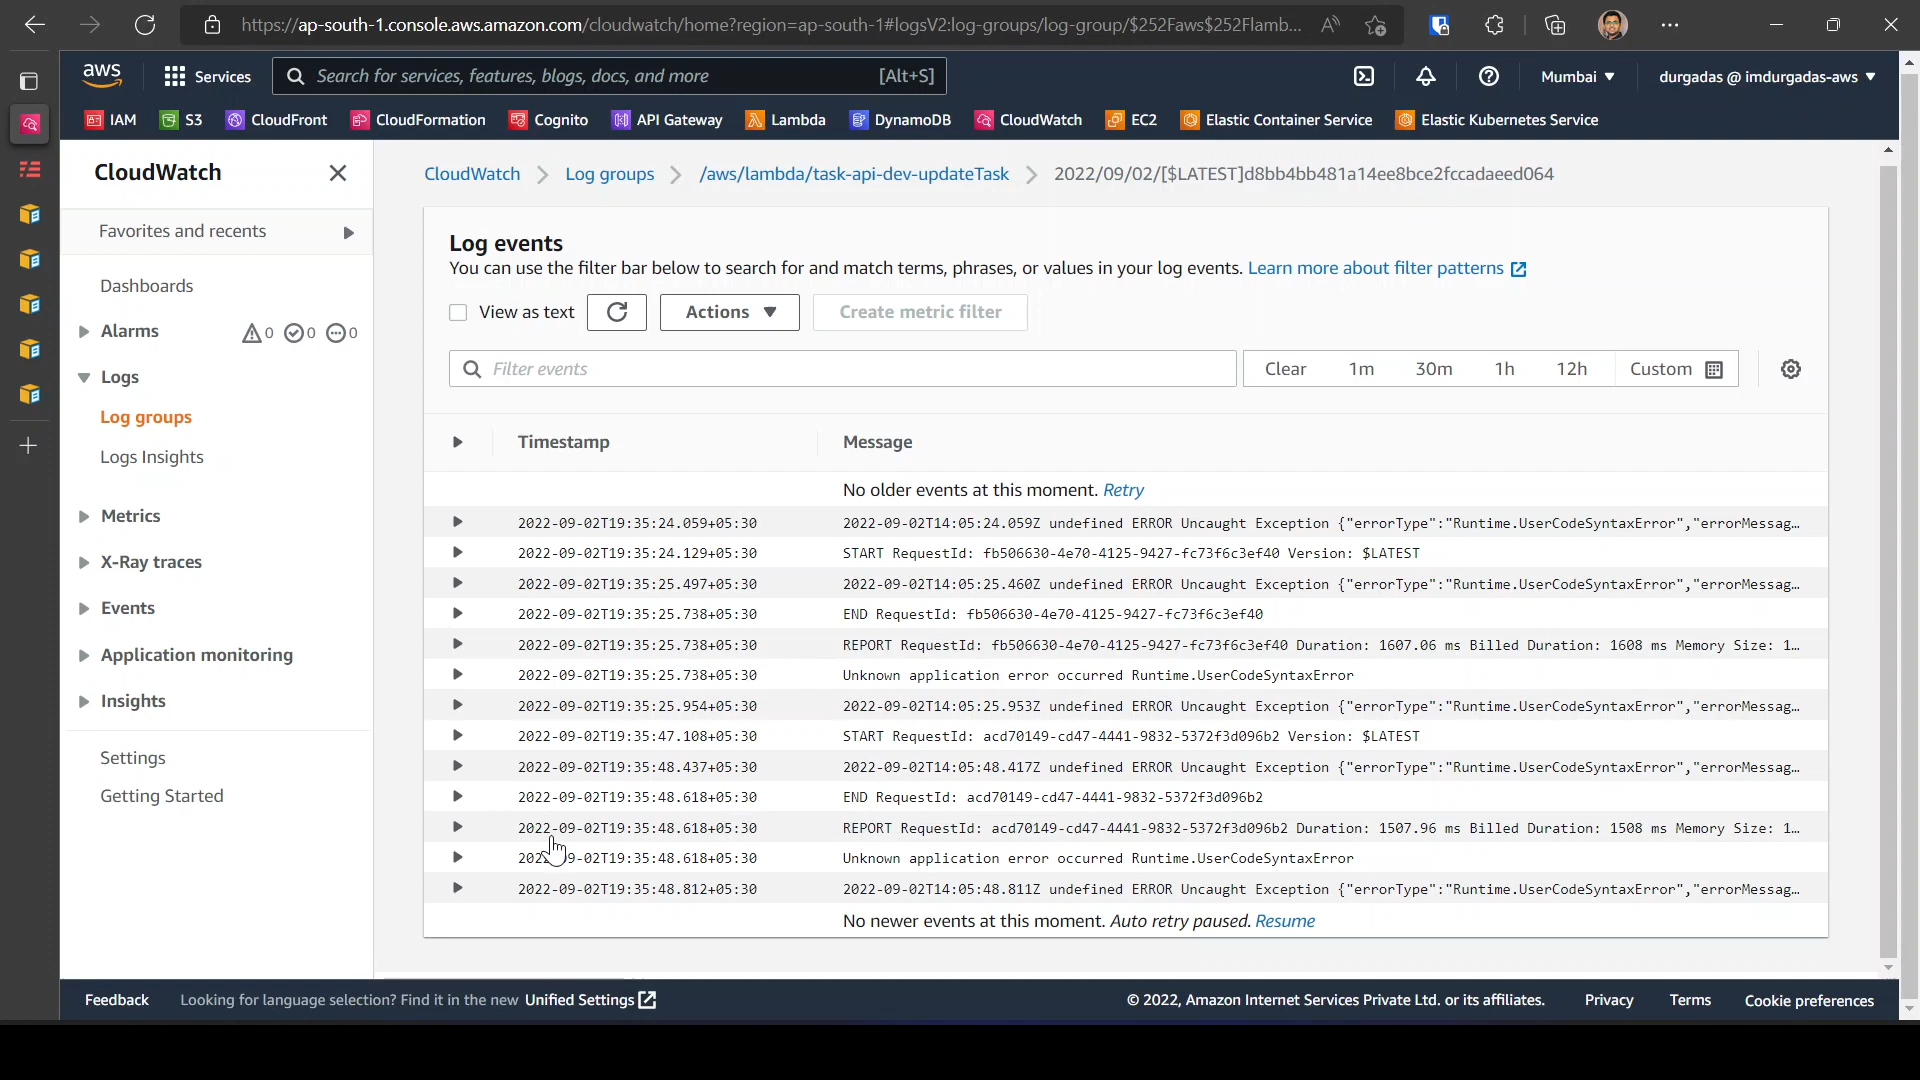 https://ap-south-1.console.aws.amazon.com/cloudwatch/home?region=ap-south-1#logsV2:log-groups/log-group/$252Faws$252Flamb...
aws
Services
Search for services, features, blogs, docs, and more
[Alt+S]
Mumbai
durgadas @ imdurgadas-aws
IAM
S3
CloudFront
CloudFormation
Cognito
API Gateway
Lambda
DynamoDB
CloudWatch
EC2
Elastic Container Service
Elastic Kubernetes Service
CloudWatch
Favorites and recents
Dashboards
Alarms 0 0 0
Logs
Log groups
Logs Insights
Metrics
X-Ray traces
Events
Application monitoring
Insights
Settings
Getting Started
CloudWatch
Log groups
/aws/lambda/task-api-dev-updateTask
2022/09/02/[$LATEST]d8bb4bb481a14ee8bce2fccadaeed064
Log events
You can use the filter bar below to search for and match terms, phrases, or values in your log events. Learn more about filter patterns
View as text
Actions
Create metric filter
Filter events
Clear
1m
30m
1h
12h
Custom
Timestamp Message
No older events at this moment. Retry
2022-09-02T19:35:24.059+05:30 2022-09-02T14:05:24.059Z undefined ERROR Uncaught Exception {"errorType":"Runtime.UserCodeSyntaxError","errorMessag…
2022-09-02T19:35:24.129+05:30 START RequestId: fb506630-4e70-4125-9427-fc73f6c3ef40 Version: $LATEST
2022-09-02T19:35:25.497+05:30 2022-09-02T14:05:25.460Z undefined ERROR Uncaught Exception {"errorType":"Runtime.UserCodeSyntaxError","errorMessag…
2022-09-02T19:35:25.738+05:30 END RequestId: fb506630-4e70-4125-9427-fc73f6c3ef40
2022-09-02T19:35:25.738+05:30 REPORT RequestId: fb506630-4e70-4125-9427-fc73f6c3ef40 Duration: 1607.06 ms Billed Duration: 1608 ms Memory Size: 1…
2022-09-02T19:35:25.738+05:30 Unknown application error occurred Runtime.UserCodeSyntaxError
2022-09-02T19:35:25.954+05:30 2022-09-02T14:05:25.953Z undefined ERROR Uncaught Exception {"errorType":"Runtime.UserCodeSyntaxError","errorMessag…
2022-09-02T19:35:47.108+05:30 START RequestId: acd70149-cd47-4441-9832-5372f3d096b2 Version: $LATEST
2022-09-02T19:35:48.437+05:30 2022-09-02T14:05:48.417Z undefined ERROR Uncaught Exception {"errorType":"Runtime.UserCodeSyntaxError","errorMessag…
2022-09-02T19:35:48.618+05:30 END RequestId: acd70149-cd47-4441-9832-5372f3d096b2
2022-09-02T19:35:48.618+05:30 REPORT RequestId: acd70149-cd47-4441-9832-5372f3d096b2 Duration: 1507.96 ms Billed Duration: 1508 ms Memory Size: 1…
2022-09-02T19:35:48.618+05:30 Unknown application error occurred Runtime.UserCodeSyntaxError
2022-09-02T19:35:48.812+05:30 2022-09-02T14:05:48.811Z undefined ERROR Uncaught Exception {"errorType":"Runtime.UserCodeSyntaxError","errorMessag…
No newer events at this moment. Auto retry paused. Resume
Feedback
Looking for language selection? Find it in the new Unified Settings
© 2022, Amazon Internet Services Private Ltd. or its affiliates.
Privacy
Terms
Cookie preferences